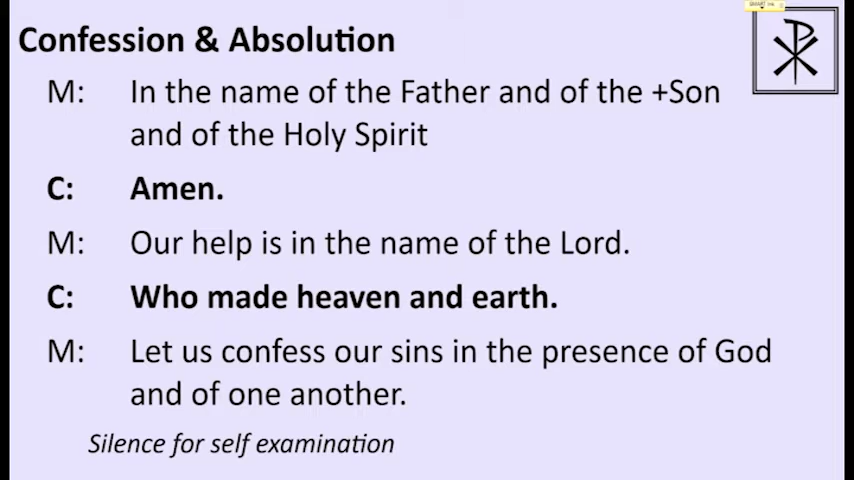 SMART Ink
Confession & Absolution
M: In the name of the Father and of the +Son
and of the Holy Spirit
C: Amen.
M: Our help is in the name of the Lord.
C: Who made heaven and earth.
M: Let us confess our sins in the presence of God
and of one another.
Silence for self examination